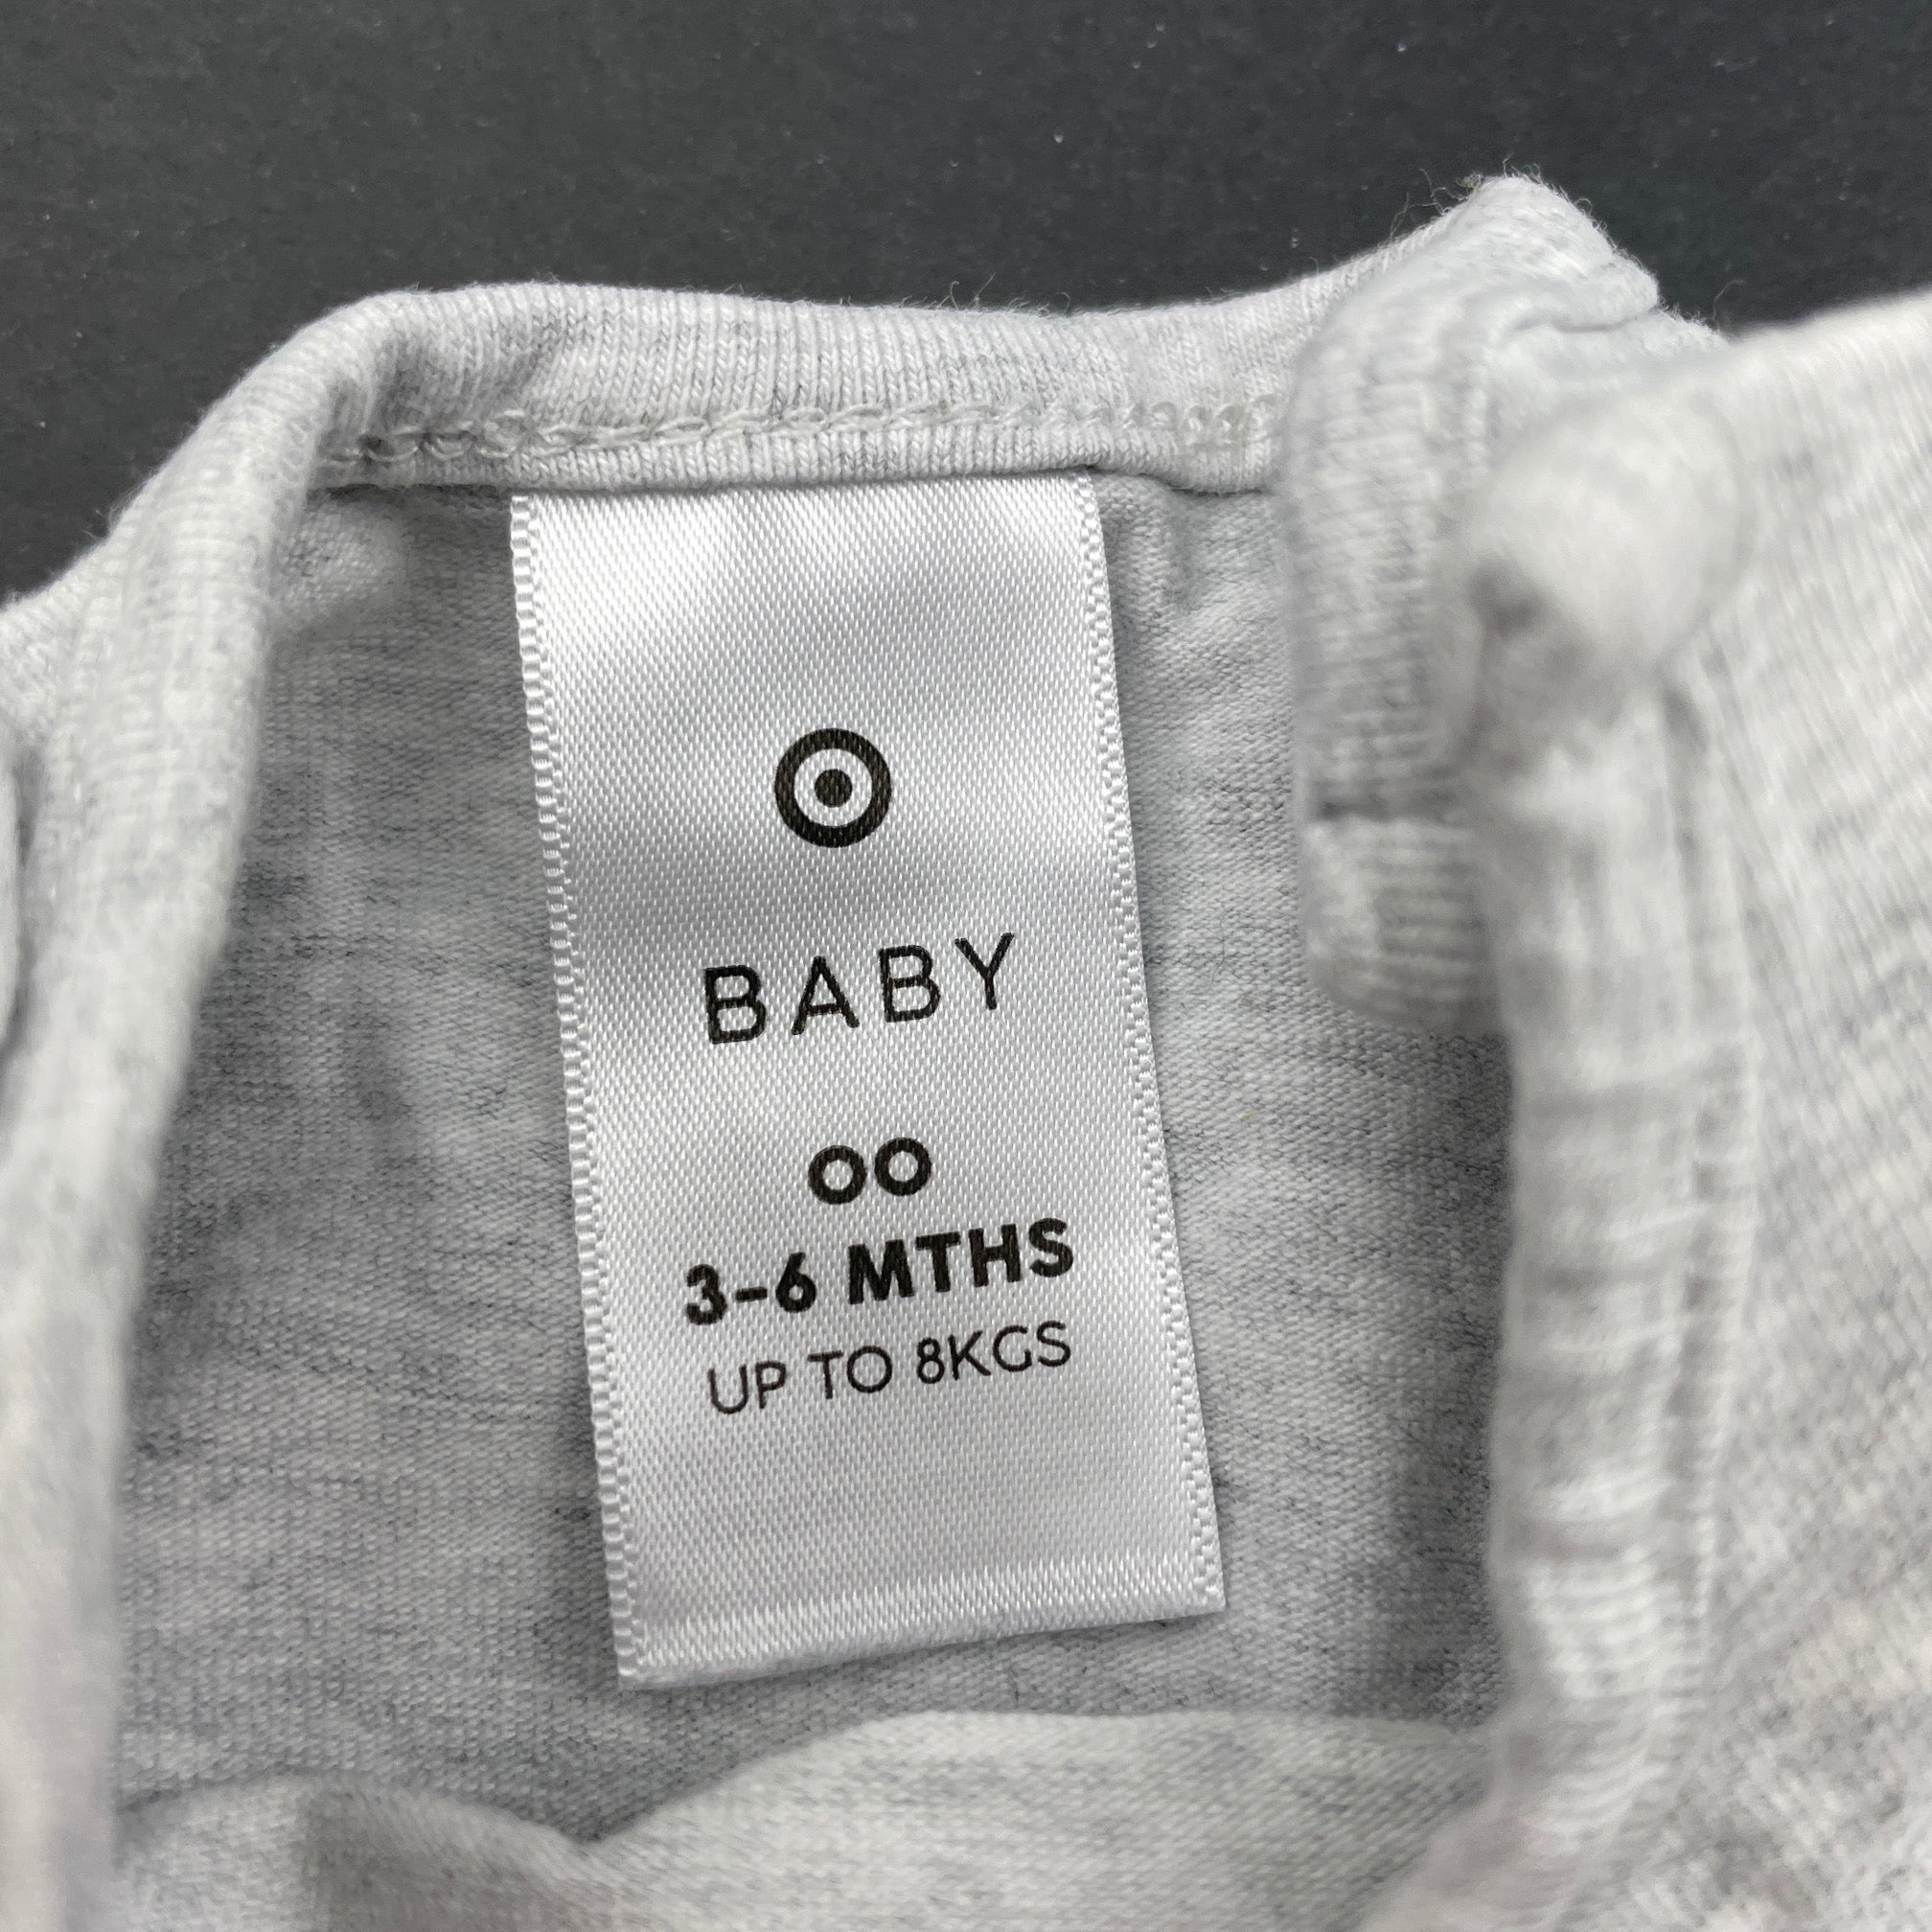 BABY
00
3-6 MTHS
UP TO 8KGS